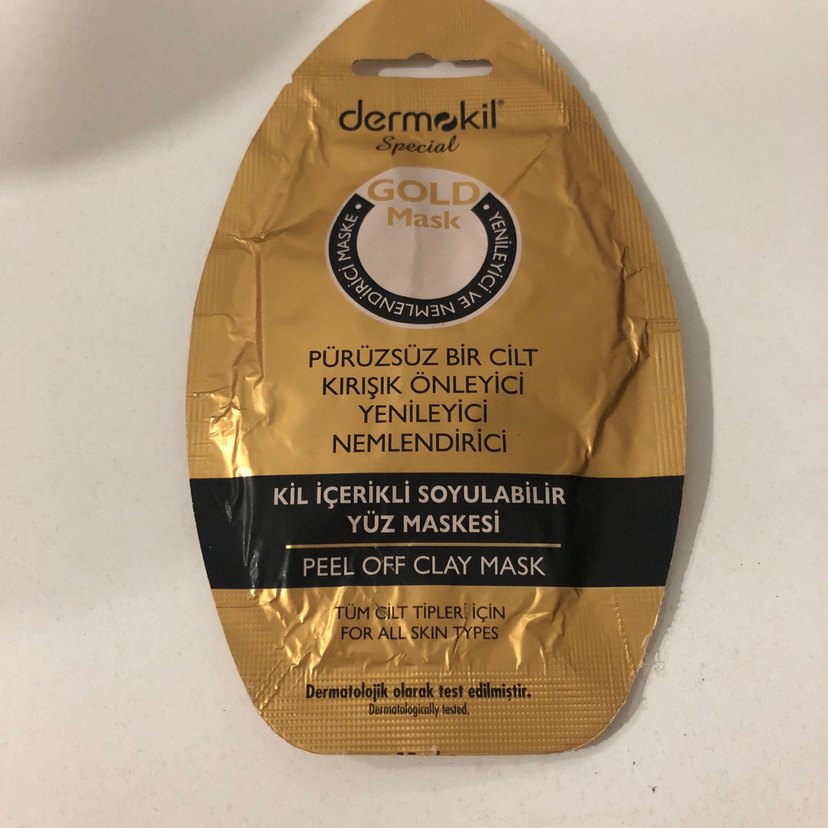 dermokil®
Special
GOLD
Mask
• YENİLEYİCİ VE NEMLENDİRİCİ MASKE •
PÜRÜZSÜZ BİR CİLT
KIRIŞIK ÖNLEYİCİ
YENİLEYİCİ
NEMLENDİRİCİ
KİL İÇERİKLİ SOYULABİLİR
YÜZ MASKESİ
PEEL OFF CLAY MASK
TÜM CİLT TİPLERİ İÇİN
FOR ALL SKIN TYPES
Dermatolojik olarak test edilmiştir.
Dermatologically tested.